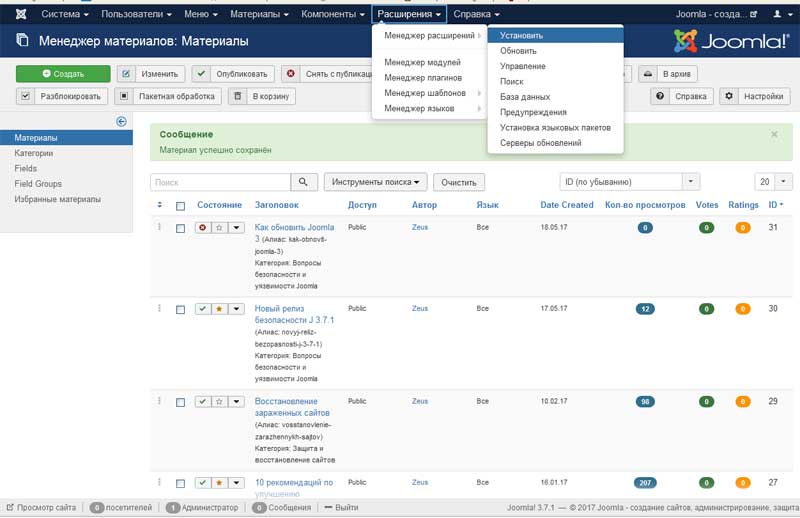 Система Пользователи Меню Материалы Компоненты Расширения Справка Joomla - созда...
Менеджер материалов: Материалы
Joomla!
Менеджер расширений
Менеджер модулей
Менеджер плагинов
Менеджер шаблонов
Менеджер языков
Установить
Обновить
Управление
Поиск
База данных
Предупреждения
Установка языковых пакетов
Серверы обновлений
Создать Изменить Опубликовать Снять с публикац В архив
Разблокировать Пакетная обработка В корзину Справка Настройки
Материалы
Категории
Fields
Field Groups
Избранные материалы
Сообщение
Материал успешно сохранён
Поиск Инструменты поиска Очистить ID (по убыванию) 20
Состояние Заголовок Доступ Автор Язык Date Created Кол-во просмотров Votes Ratings ID
Как обновить Joomla Public Zeus Все 18.05.17 0 0 0 31
3 (Алиас: kak-obnovit-
joomla-3)
Категория: Вопросы
безопасности и
уязвимости Joomla
Новый релиз Public Zeus Все 17.05.17 12 0 0 30
безопасности J 3.7.1
(Алиас: novyj-reliz-
bezopasnosti-j-3-7-1)
Категория: Вопросы
безопасности и
уязвимости Joomla
Восстановление Public Zeus Все 10.02.17 98 0 0 29
зараженных сайтов
(Алиас: vosstanovlenie-
zarazhennykh-sajtov)
Категория: Защита и
восстановление сайтов
10 рекомендаций по Public Zeus Все 16.01.17 207 0 0 27
улучшению
Просмотр сайта 0 посетителей 1 Администратор 0 Сообщения Выйти Joomla! 3.7.1 — © 2017 Joomla - создание сайтов, администрирование, защита